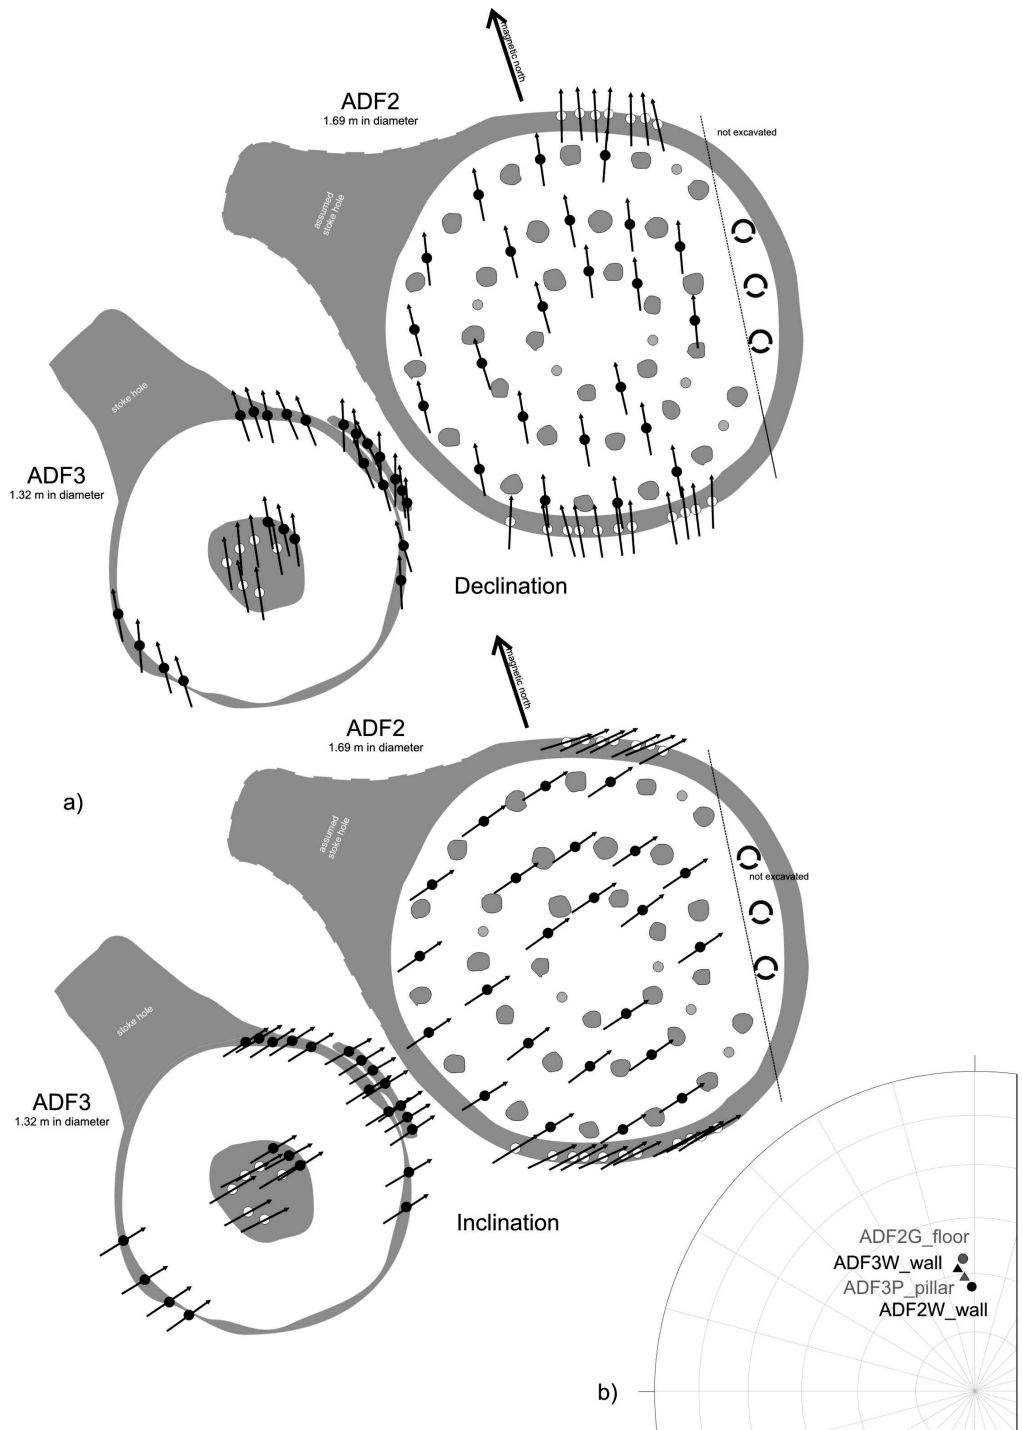 magnetic north
ADF2
1.69 m in diameter
not excavated
assumed
stoke hole
stoke hole
ADF3
1.32 m in diameter
Declination
magnetic north
ADF2
1.69 m in diameter
a)
assumed
stoke hole
not excavated
stoke hole
ADF3
1.32 m in diameter
Inclination
ADF2G_floor
ADF3W_wall
ADF3P_pillar
ADF2W_wall
b)